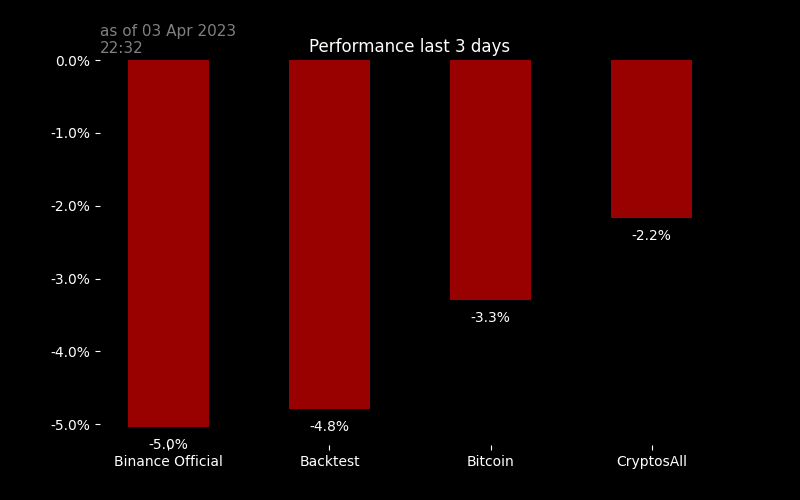 as of 03 Apr 2023
22:32
Performance last 3 days
0.0%
-1.0%
-2.0%
-3.0%
-4.0%
-5.0%
-5.0%
-4.8%
-3.3%
-2.2%
Binance Official
Backtest
Bitcoin
CryptosAll